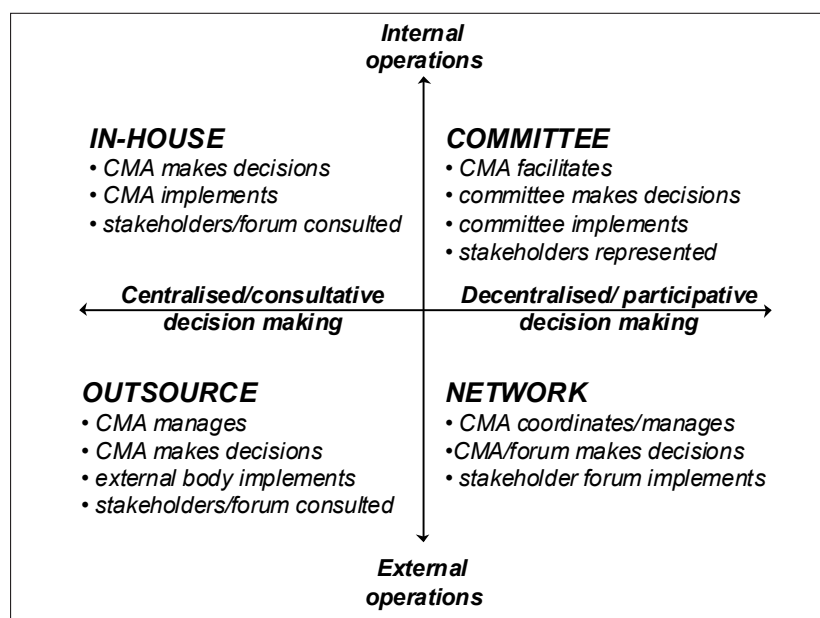 Internal
operations
IN-HOUSE
• CMA makes decisions
• CMA implements
• stakeholders/forum consulted
COMMITTEE
• CMA facilitates
• committee makes decisions
• committee implements
• stakeholders represented
Centralised/consultative
decision making
Decentralised/ participative
decision making
OUTSOURCE
• CMA manages
• CMA makes decisions
• external body implements
• stakeholders/forum consulted
NETWORK
• CMA coordinates/manages
•CMA/forum makes decisions
• stakeholder forum implements
External
operations